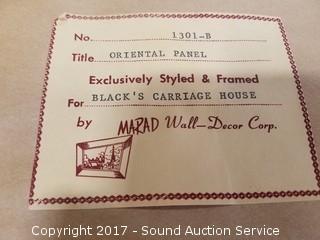 No. 1301-B
Title ORIENTAL PANEL
Exclusively Styled & Framed
For BLACK'S CARRIAGE HOUSE
by MARAD Wall-Decor Corp.
Copyright 2017 - Sound Auction Service